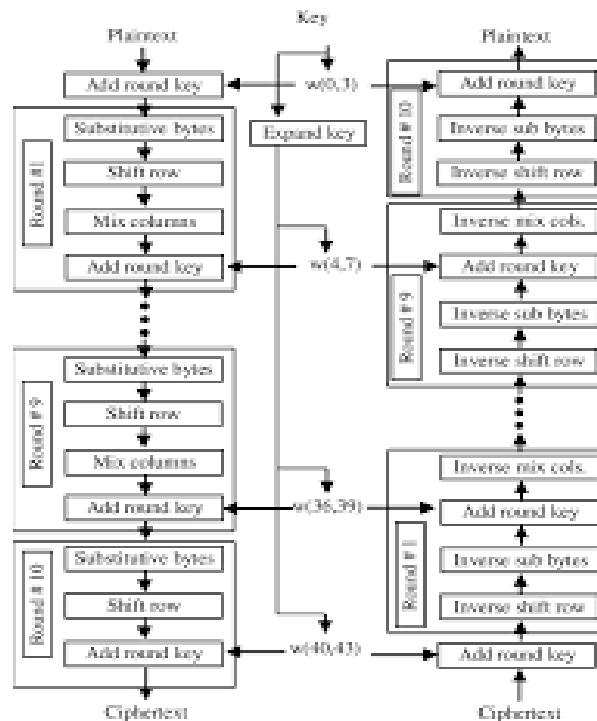 Key
Plaintext
Add round key
Substitutive bytes
Shift row
Mix columns
Add round key
Round #1
Substitutive bytes
Shift row
Mix columns
Add round key
Round # 9
Substitutive bytes
Shift row
Add round key
Round # 10
Ciphertext
w(0,3)
Expand key
w(4,7)
w(36,39)
w(40,43)
Plaintext
Add round key
Inverse sub bytes
Inverse shift row
Round # 10
Inverse mix cols.
Add round key
Inverse sub bytes
Inverse shift row
Round # 9
Inverse mix cols.
Add round key
Inverse sub bytes
Inverse shift row
Round # 1
Add round key
Ciphertext